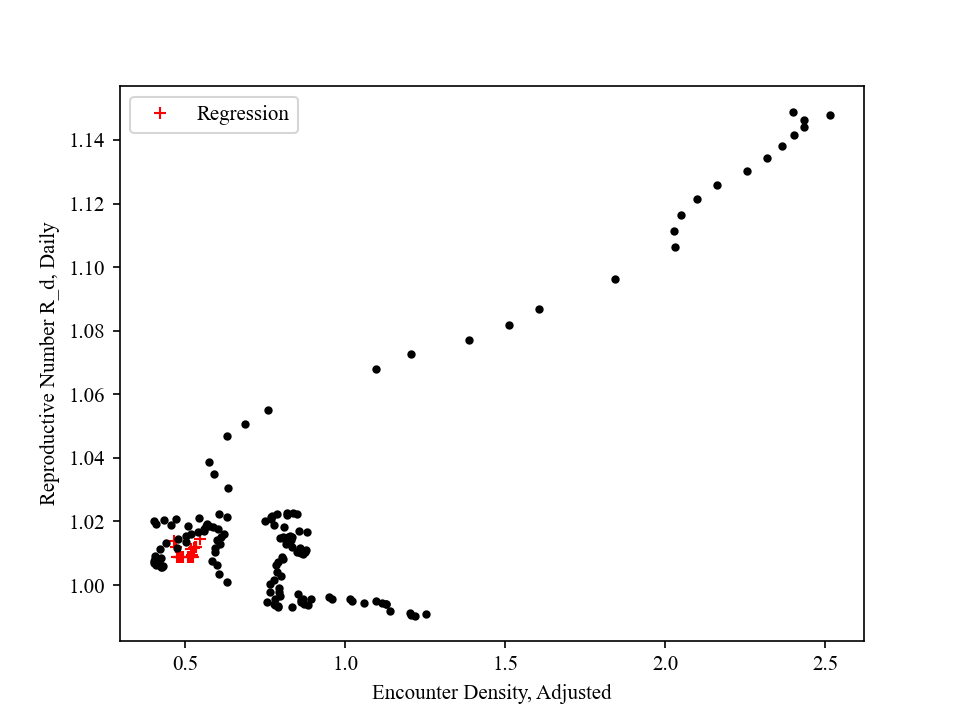 Regression
1.14
1.12
1.10
1.08
1.06
1.04
1.02
1.00
Reproductive Number R_d, Daily
0.5 1.0 1.5 2.0 2.5
Encounter Density, Adjusted